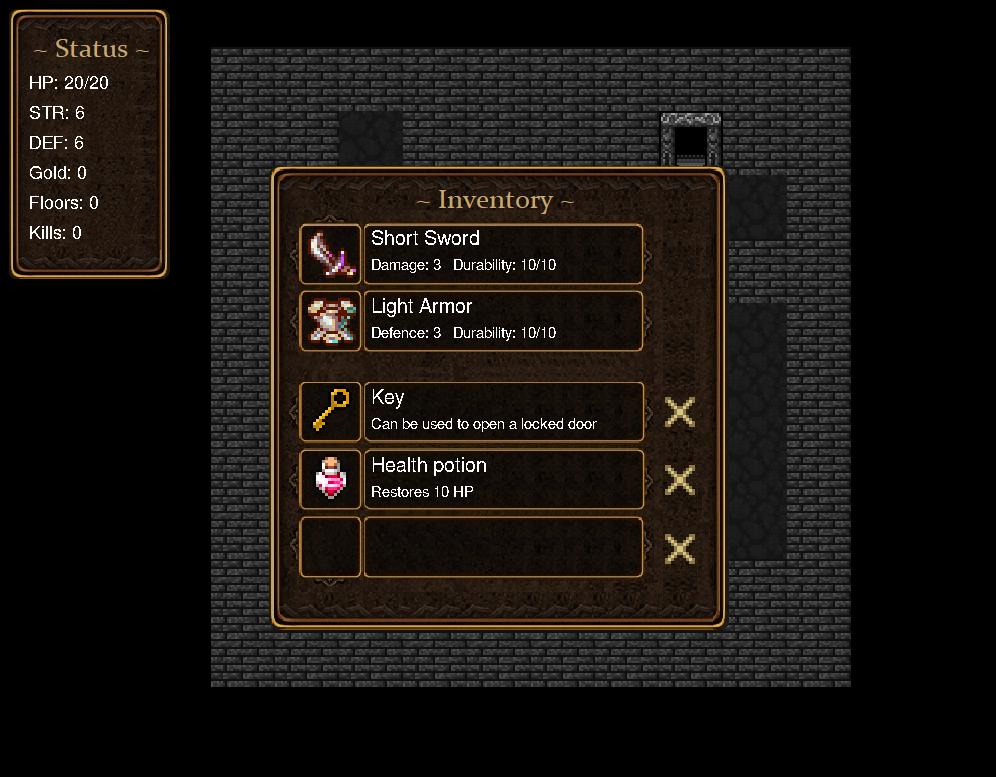 ~ Status ~
HP: 20/20
STR: 6
DEF: 6
Gold: 0
Floors: 0
Kills: 0
~ Inventory ~
Short Sword
Damage: 3 Durability: 10/10
Light Armor
Defence: 3 Durability: 10/10
Key
Can be used to open a locked door
Health potion
Restores 10 HP